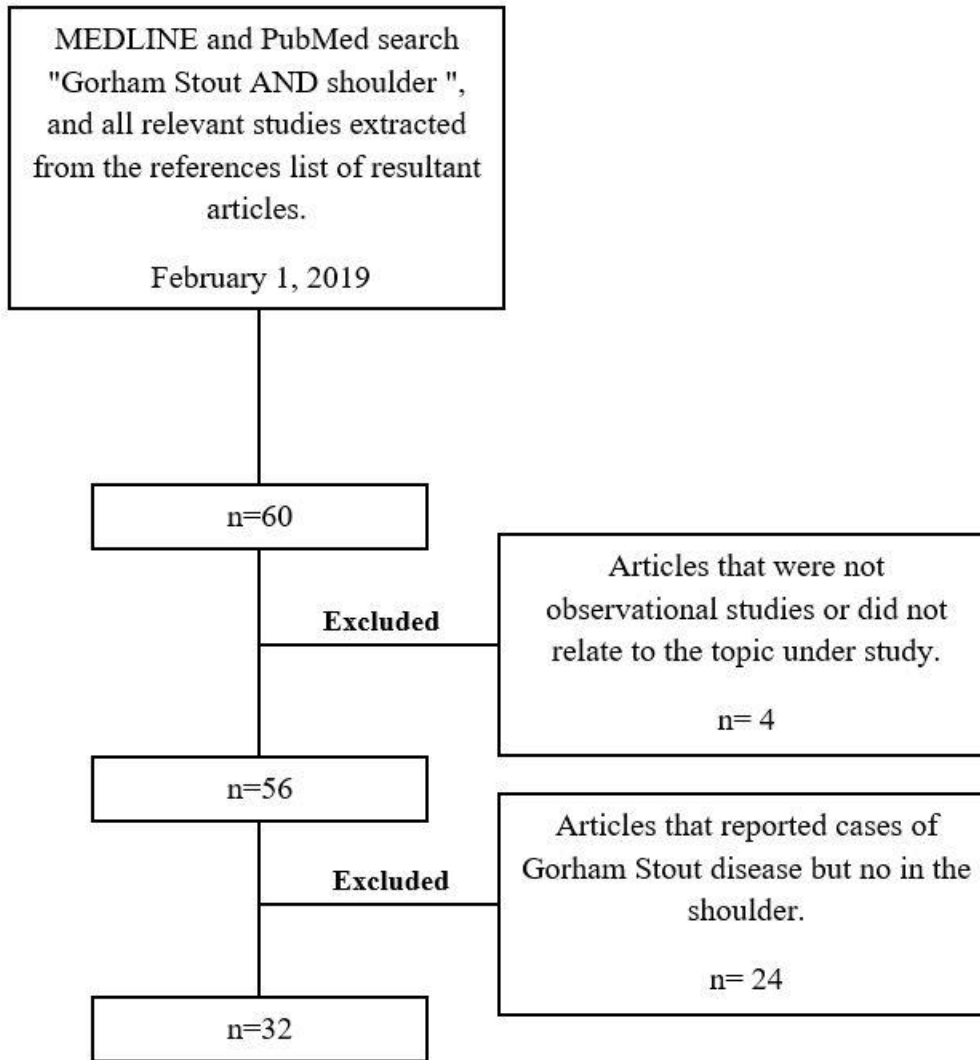 MEDLINE and PubMed search
"Gorham Stout AND shoulder ",
and all relevant studies extracted
from the references list of resultant
articles.
February 1, 2019
n=60
Excluded
Articles that were not
observational studies or did not
relate to the topic under study.
n= 4
n=56
Excluded
Articles that reported cases of
Gorham Stout disease but no in the
shoulder.
n= 24
n=32